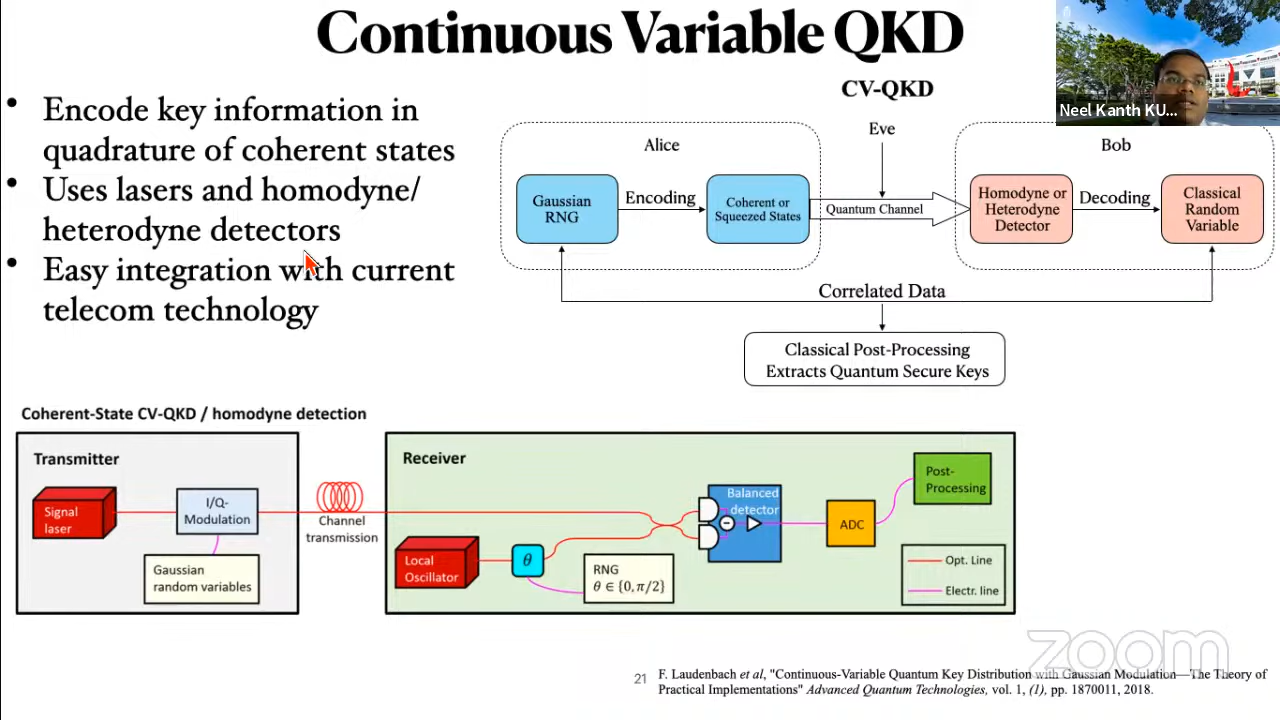 Continuous Variable QKD
• Encode key information in
quadrature of coherent states
• Uses lasers and homodyne/
heterodyne detectors
• Easy integration with current
telecom technology
Neel Kanth KU...
CV-QKD
Eve
Alice
Bob
Gaussian
RNG
Encoding
Coherent or
Squeezed States
Quantum Channel
Homodyne or
Heterodyne
Detector
Decoding
Classical
Random
Variable
Correlated Data
Classical Post-Processing
Extracts Quantum Secure Keys
Coherent-State CV-QKD / homodyne detection
Transmitter
Signal
laser
I/Q-
Modulation
Gaussian
random variables
Channel
transmission
Receiver
Local
Oscillator
θ
RNG
θ ∈ {0, π/2}
Balanced
detector
ADC
Post-
Processing
Opt. Line
Electr. line
zoom
21
F. Laudenbach et al, "Continuous-Variable Quantum Key Distribution with Gaussian Modulation—The Theory of
Practical Implementations" Advanced Quantum Technologies, vol. 1, (1), pp. 1870011, 2018.